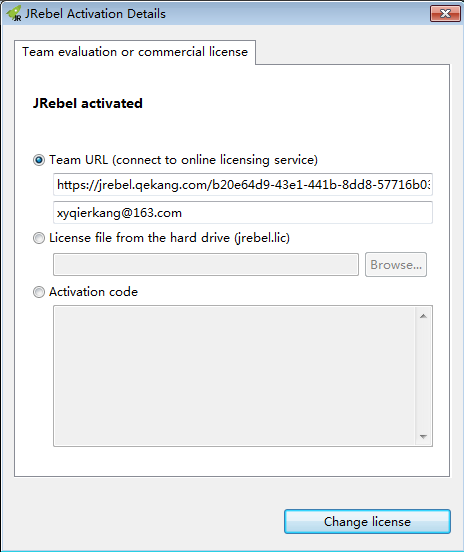 JRebel Activation Details
Team evaluation or commercial license
JRebel activated
Team URL (connect to online licensing service)
https://jrebel.qekang.com/b20e64d9-43e1-441b-8dd8-57716b03
xyqierkang@163.com
License file from the hard drive (jrebel.lic)
Browse...
Activation code
Change license